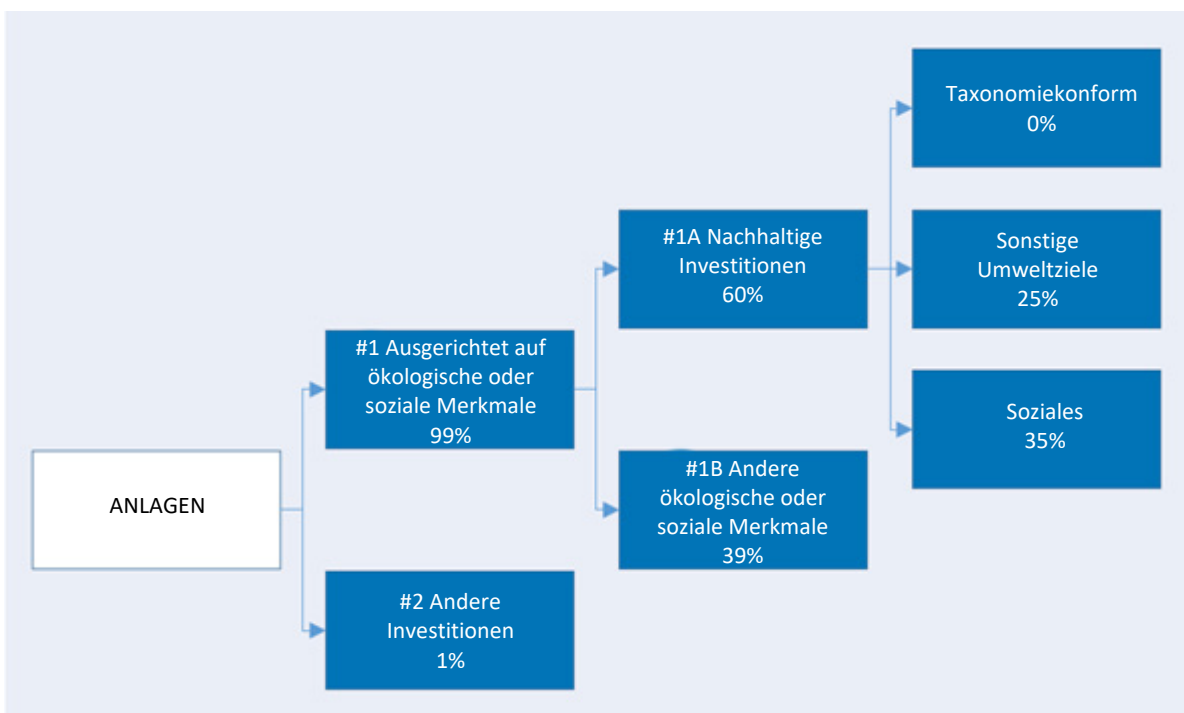 ANLAGEN
#1 Ausgerichtet auf
ökologische oder
soziale Merkmale
99%
#2 Andere
Investitionen
1%
#1A Nachhaltige
Investitionen
60%
#1B Andere
ökologische oder
soziale Merkmale
39%
Taxonomiekonform
0%
Sonstige
Umweltziele
25%
Soziales
35%